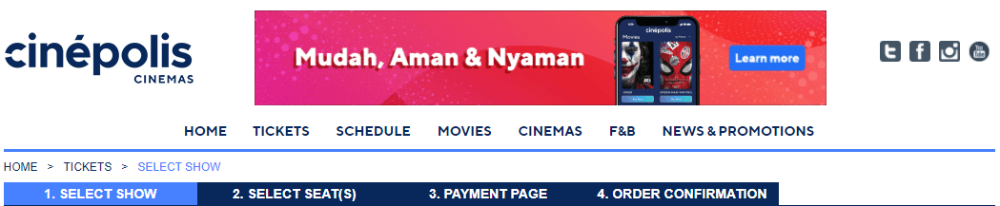 cinépolis
CINEMAS
Mudah, Aman & Nyaman
cinépolis
Movies
Learn more
HOME TICKETS SCHEDULE MOVIES CINEMAS F&B NEWS & PROMOTIONS
HOME > TICKETS > SELECT SHOW
1. SELECT SHOW 2. SELECT SEAT(S) 3. PAYMENT PAGE 4. ORDER CONFIRMATION